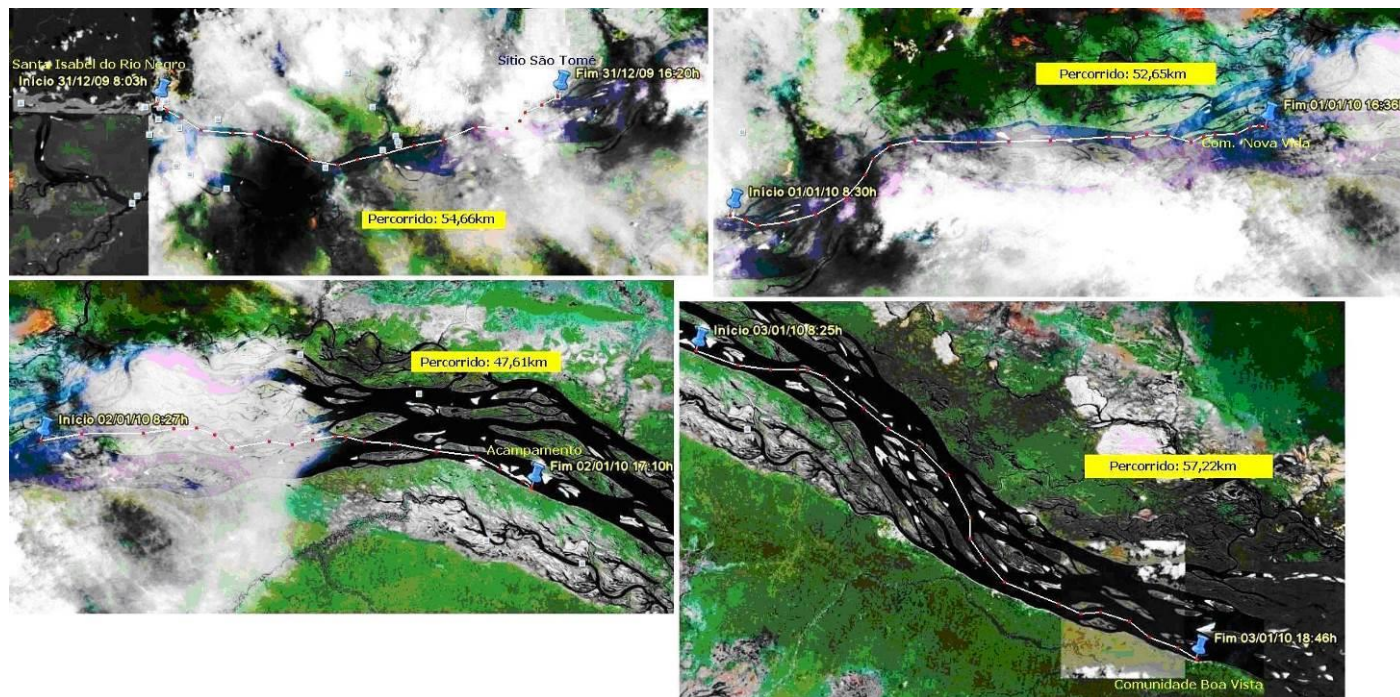 Santa Isabel do Rio Negro
Início 31/12/09 8:03h
Sítio São Tomé
Fim 31/12/09 16:20h
Percorrido: 54,66km
Percorrido: 52,65km
Fim 01/01/10 16:36
Com. Nova Vida
Início 01/01/10 8:30h
Percorrido: 47,61km
Início 02/01/10 8:27h
Acampamento
Fim 02/01/10 17:10h
Início 03/01/10 8:25h
Percorrido: 57,22km
Fim 03/01/10 18:46h
Comunidade Boa Vista